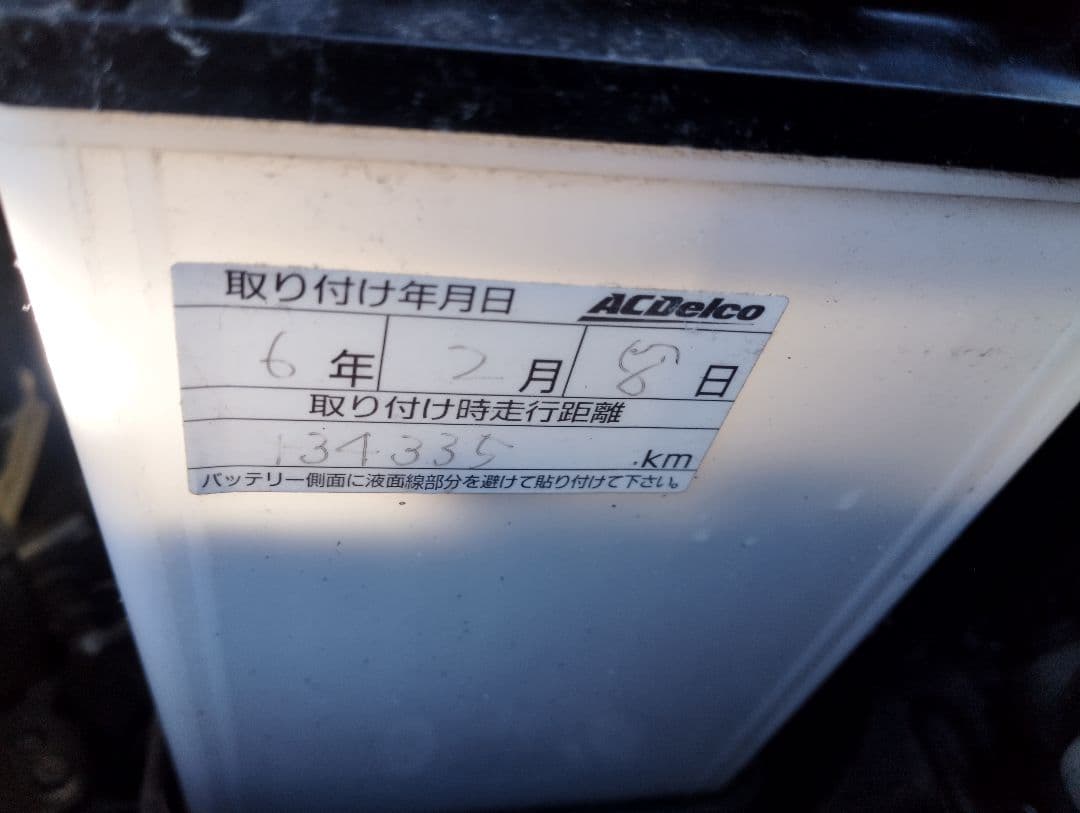 取り付け年月日 ACDelco
6年 2月 8日
取り付け時走行距離
134.335 .km
バッテリー側面に液面線部分を避けて貼り付けて下さい。